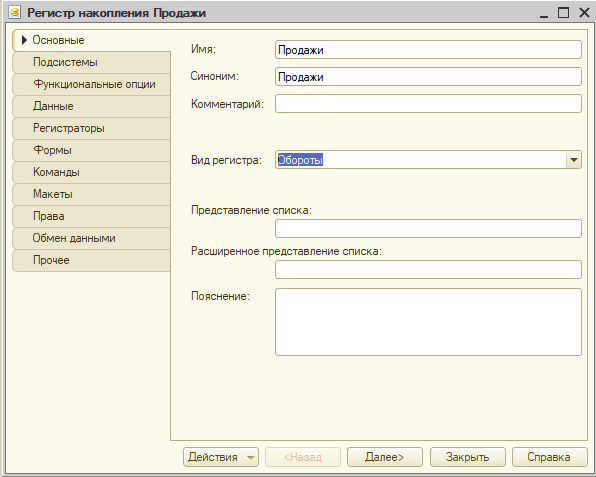 Регистр накопления Продажи
Основные
Подсистемы
Функциональные опции
Данные
Регистраторы
Формы
Команды
Макеты
Права
Обмен данными
Прочее
Имя: Продажи
Синоним: Продажи
Комментарий:
Вид регистра: Обороты
Представление списка:
Расширенное представление списка:
Пояснение:
Действия <Назад Далее> Закрыть Справка